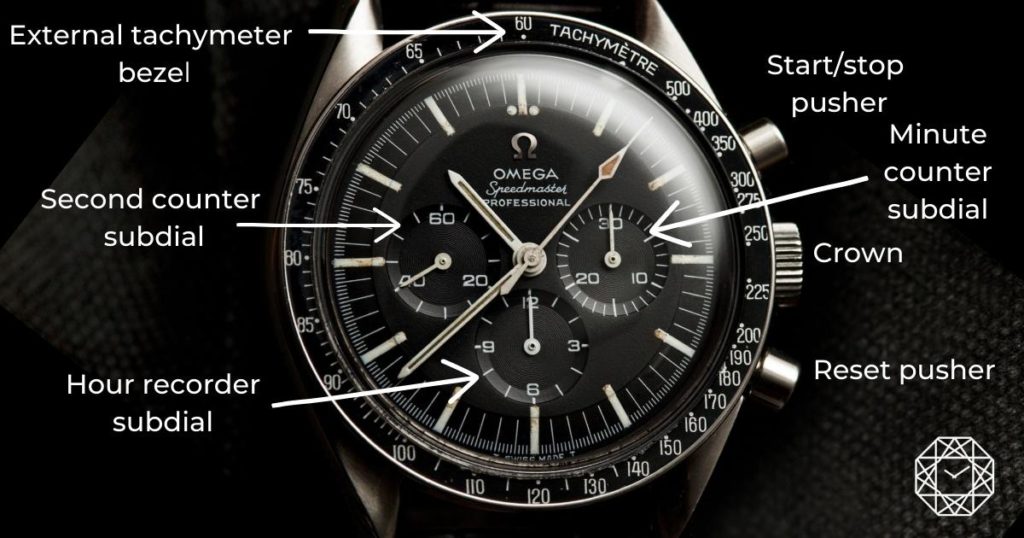 External tachymeter
bezel
Second counter
subdial
Hour recorder
subdial
Start/stop
pusher
Minute
counter
subdial
Crown
Reset pusher
60
TACHYMÈTRE
500
400
350
300
275
250
225
200
190
180
170
160
150
140
130
120
110
100
90
85
80
75
70
65
Ω
OMEGA
Speedmaster
PROFESSIONAL
60
40 20
30
20 10
12
9 3
6
SWISS MADE T